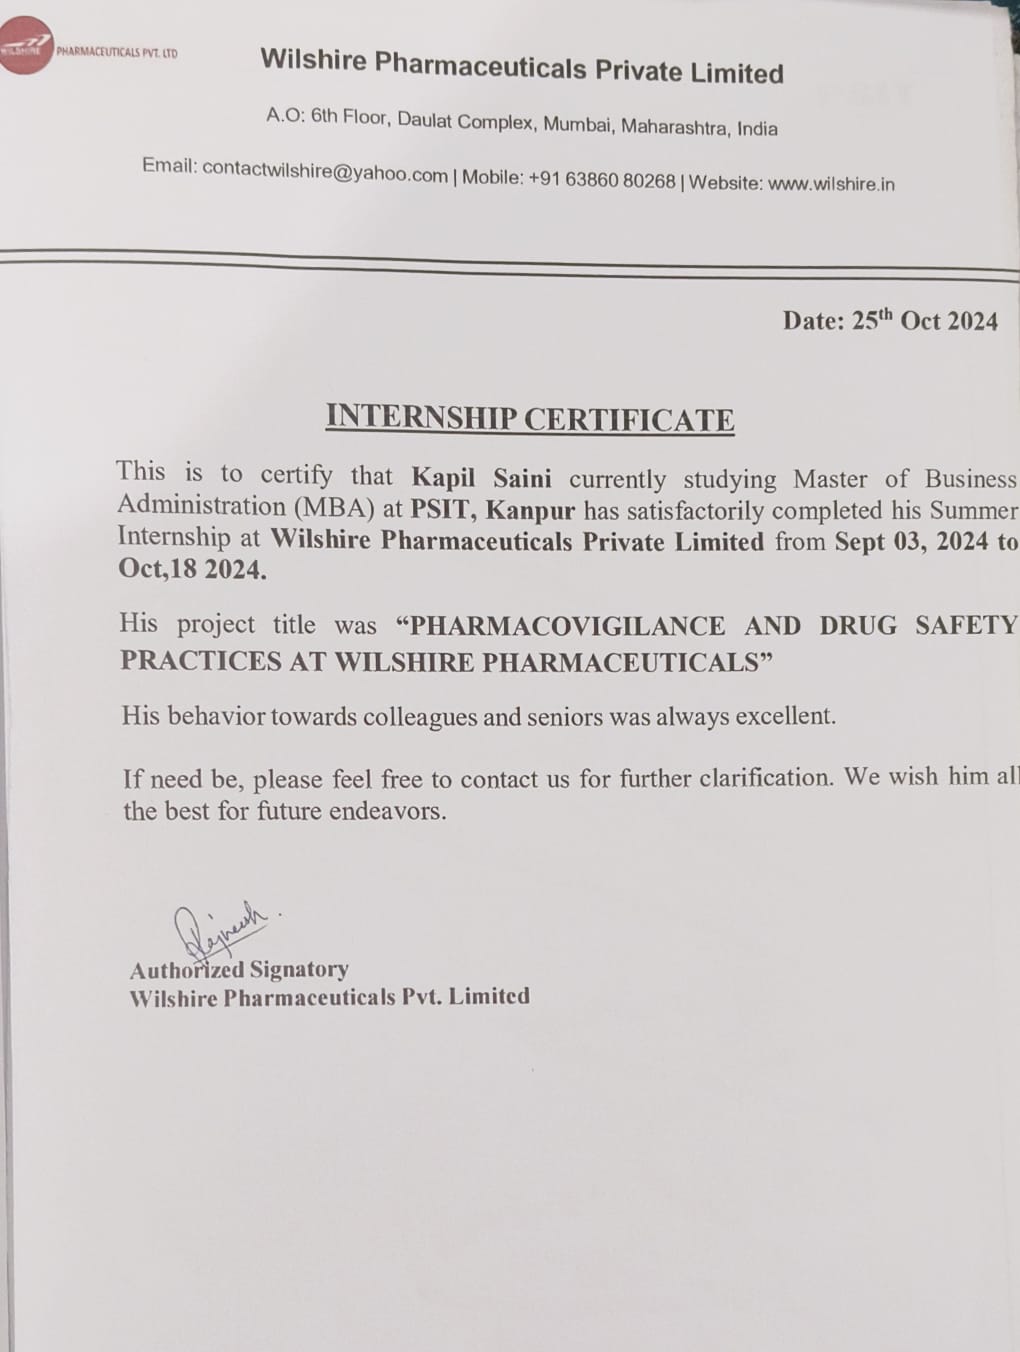 WILSHIRE
PHARMACEUTICALS PVT. LTD
Wilshire Pharmaceuticals Private Limited
A.O: 6th Floor, Daulat Complex, Mumbai, Maharashtra, India
Email: contactwilshire@yahoo.com | Mobile: +91 63860 80268 | Website: www.wilshire.in
Date: 25th Oct 2024
INTERNSHIP CERTIFICATE
This is to certify that Kapil Saini currently studying Master of Business
Administration (MBA) at PSIT, Kanpur has satisfactorily completed his Summer
Internship at Wilshire Pharmaceuticals Private Limited from Sept 03, 2024 to
Oct,18 2024.
His project title was “PHARMACOVIGILANCE AND DRUG SAFETY
PRACTICES AT WILSHIRE PHARMACEUTICALS”
His behavior towards colleagues and seniors was always excellent.
If need be, please feel free to contact us for further clarification. We wish him all
the best for future endeavors.
Authorized Signatory
Wilshire Pharmaceuticals Pvt. Limited